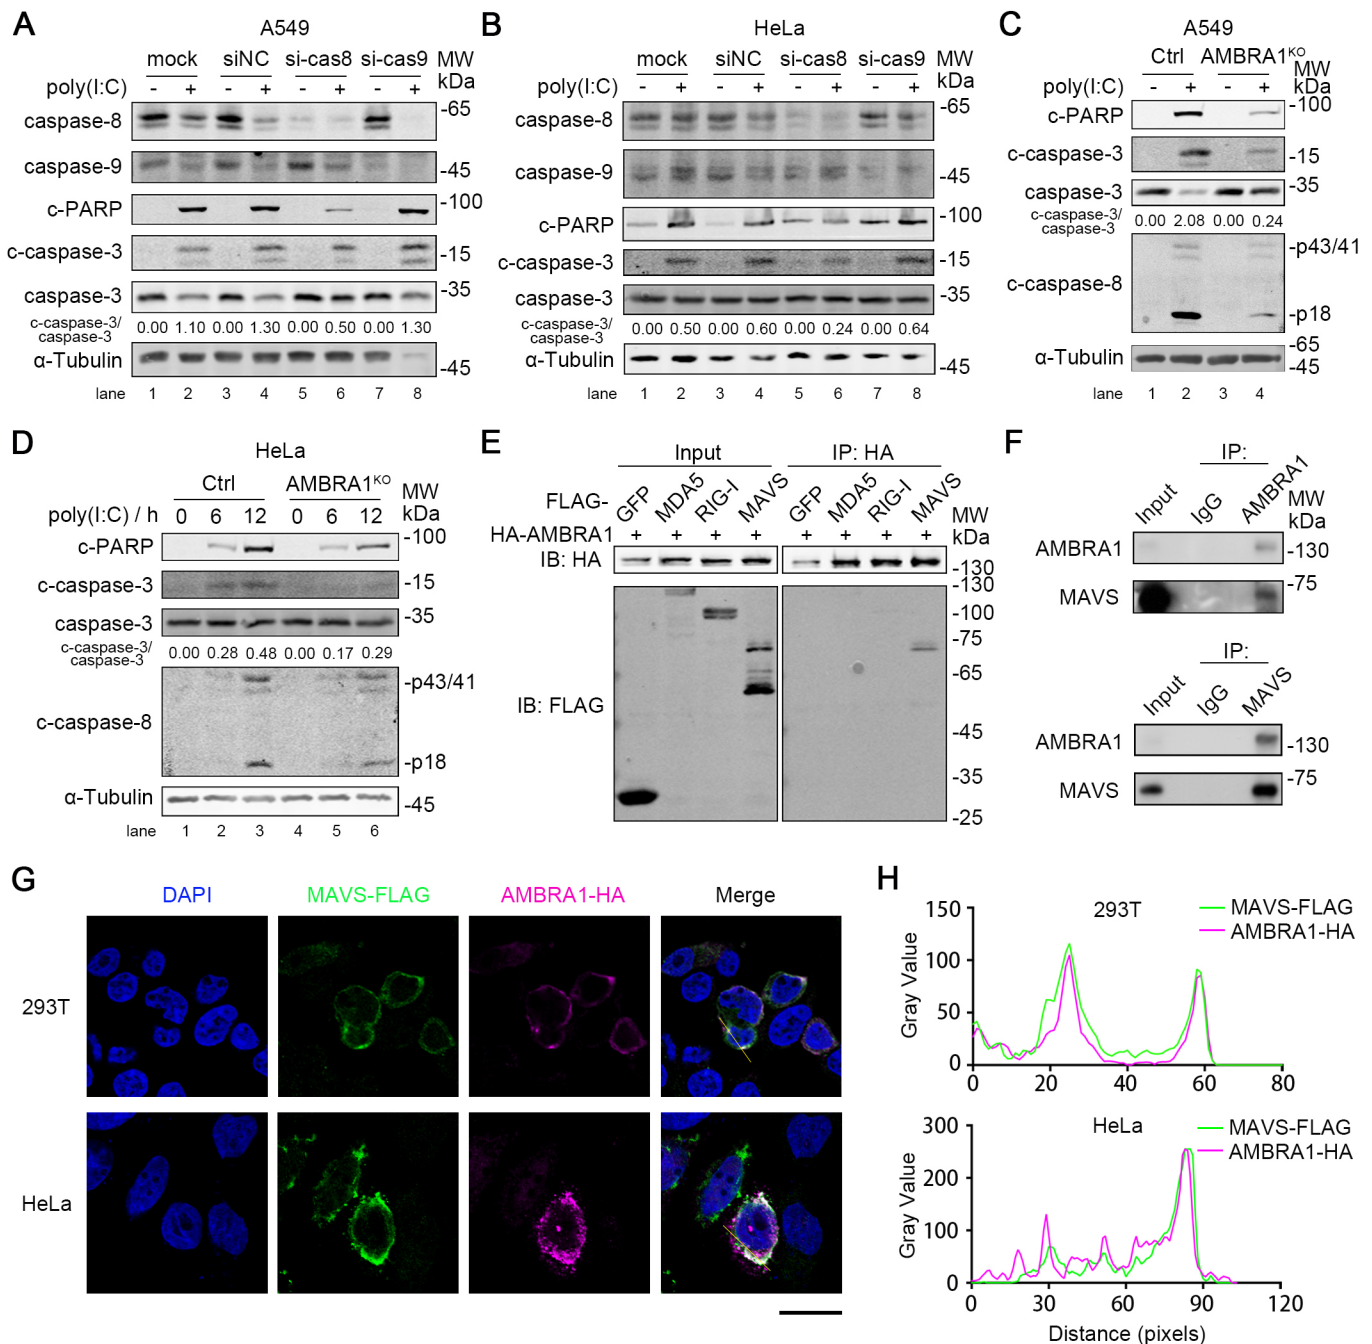 A
A549
mock siNC si-cas8 si-cas9 MW
kDa
poly(I:C) - + - + - + - +
caspase-8 -65
caspase-9 -45
c-PARP -100
c-caspase-3 -15
caspase-3 -35
c-caspase-3/
caspase-3 0.00 1.10 0.00 1.30 0.00 0.50 0.00 1.30
α-Tubulin -45
lane 1 2 3 4 5 6 7 8
B
HeLa
mock siNC si-cas8 si-cas9 MW
kDa
poly(I:C) - + - + - + - +
caspase-8 -65
caspase-9 -45
c-PARP -100
c-caspase-3 -15
caspase-3 -35
c-caspase-3/
caspase-3 0.00 0.50 0.00 0.60 0.00 0.24 0.00 0.64
α-Tubulin -45
lane 1 2 3 4 5 6 7 8
C
A549
Ctrl AMBRA1KO MW
kDa
poly(I:C) - + - +
c-PARP -100
c-caspase-3 -15
caspase-3 -35
c-caspase-3/
caspase-3 0.00 2.08 0.00 0.24
-p43/41
c-caspase-8
-p18
-65
α-Tubulin -45
lane 1 2 3 4
D
HeLa
Ctrl AMBRA1KO MW
kDa
poly(I:C) / h 0 6 12 0 6 12
c-PARP -100
c-caspase-3 -15
caspase-3 -35
c-caspase-3/
caspase-3 0.00 0.28 0.48 0.00 0.17 0.29
-p43/41
c-caspase-8
-p18
α-Tubulin -45
lane 1 2 3 4 5 6
E
Input IP: HA
FLAG- GFP MDA5 RIG-I MAVS GFP MDA5 RIG-I MAVS MW
kDa
HA-AMBRA1 + + + + + + + +
IB: HA -130
-130
-100
-75
-65
IB: FLAG
-45
-35
-25
F
IP:
Input IgG AMBRA1
AMBRA1 -130
MAVS -75
IP:
Input IgG MAVS
AMBRA1 -130
MAVS -75
G
DAPI MAVS-FLAG AMBRA1-HA Merge
293T
HeLa
H
293T
MAVS-FLAG
AMBRA1-HA
Gray Value
150
100
50
0
0 20 40 60 80
HeLa
MAVS-FLAG
AMBRA1-HA
Gray Value
300
200
100
0
0 30 60 90 120
Distance (pixels)